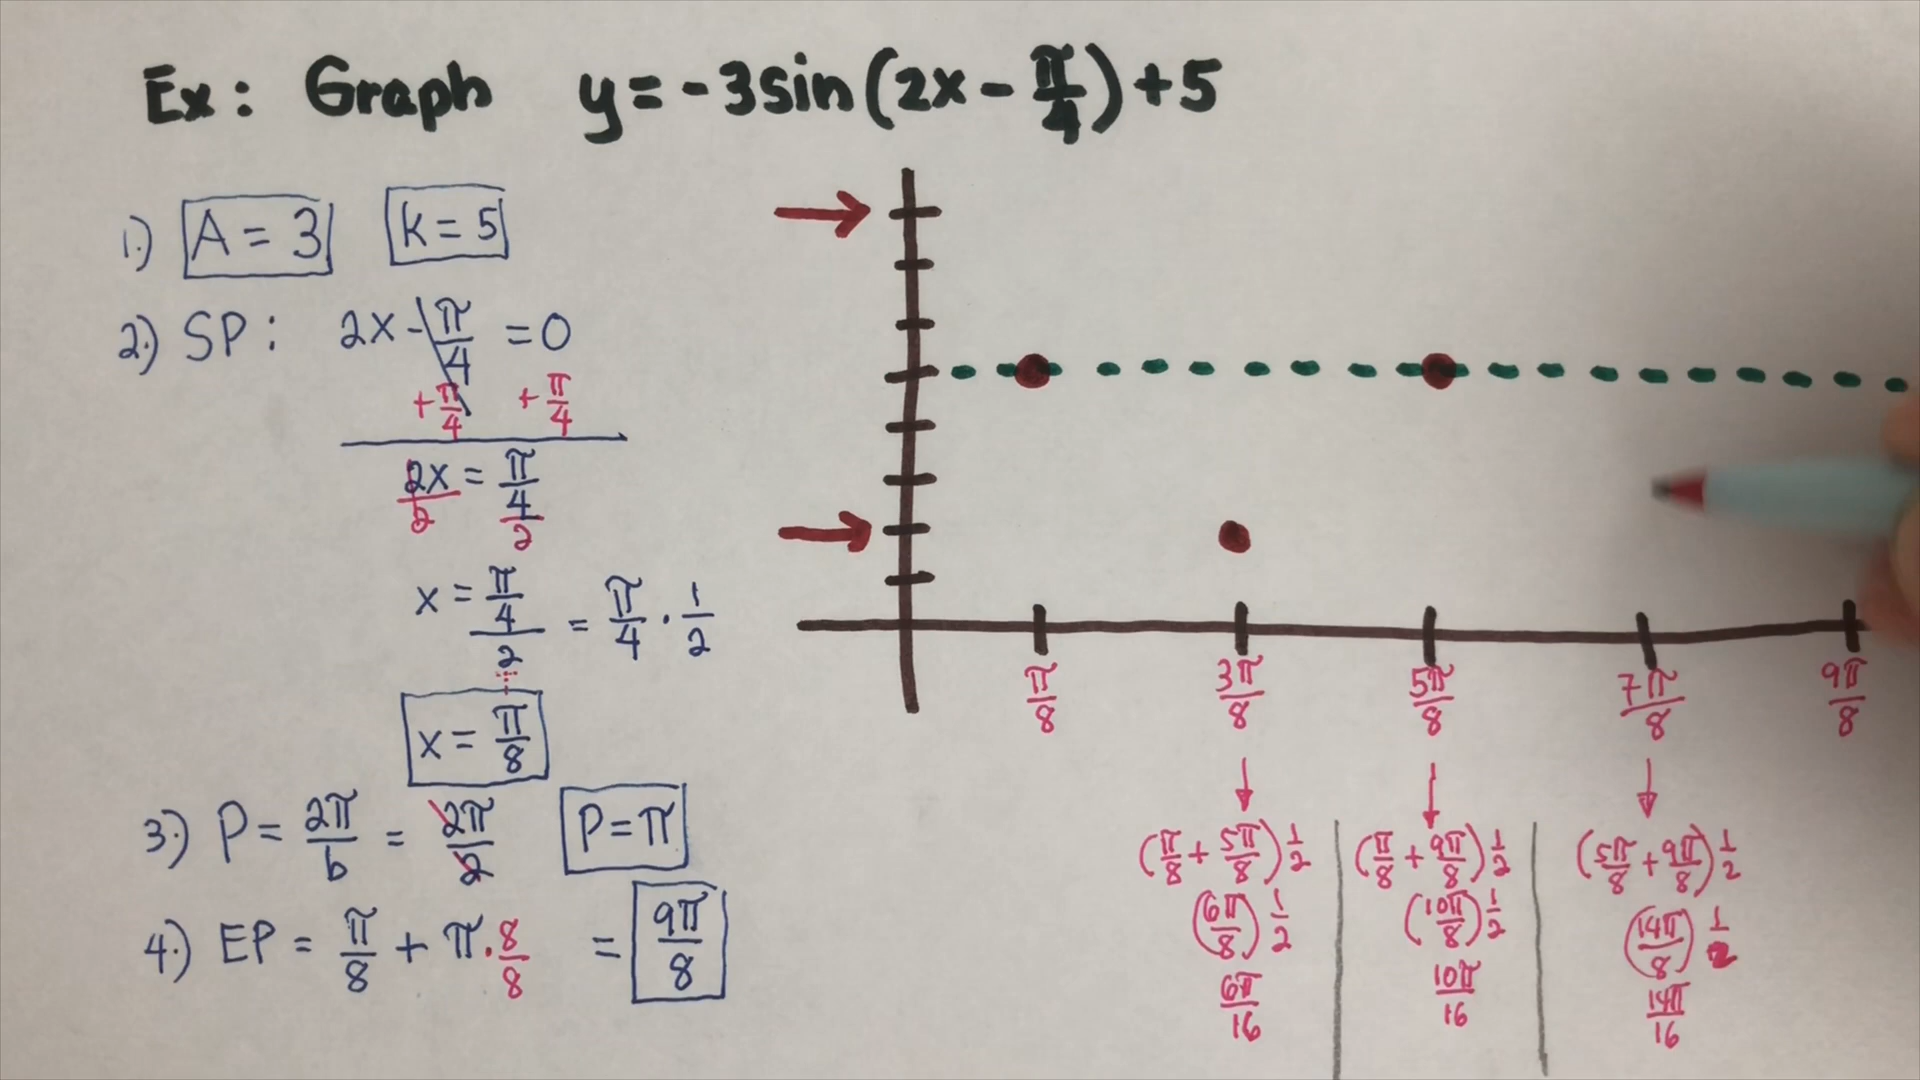 Ex: Graph y=-3sin(2x-π/4)+5
1.) A=3 K=5
2.) SP: 2x-π/4=0
+π/4 +π/4
2x/2=π/4/2
x=π/4/2=π/4·1/2
x=π/8
3.) P=2π/b=2π/2 P=π
4.) EP=π/8+π·8/8=9π/8
π/8 3π/8 5π/8 7π/8 9π/8
(π/8+5π/8)1/2
(6π/8)1/2
6π/16
(π/8+9π/8)1/2
(10π/8)1/2
10π/16
(5π/8+9π/8)1/2
(14π/8)1/2
14π/16